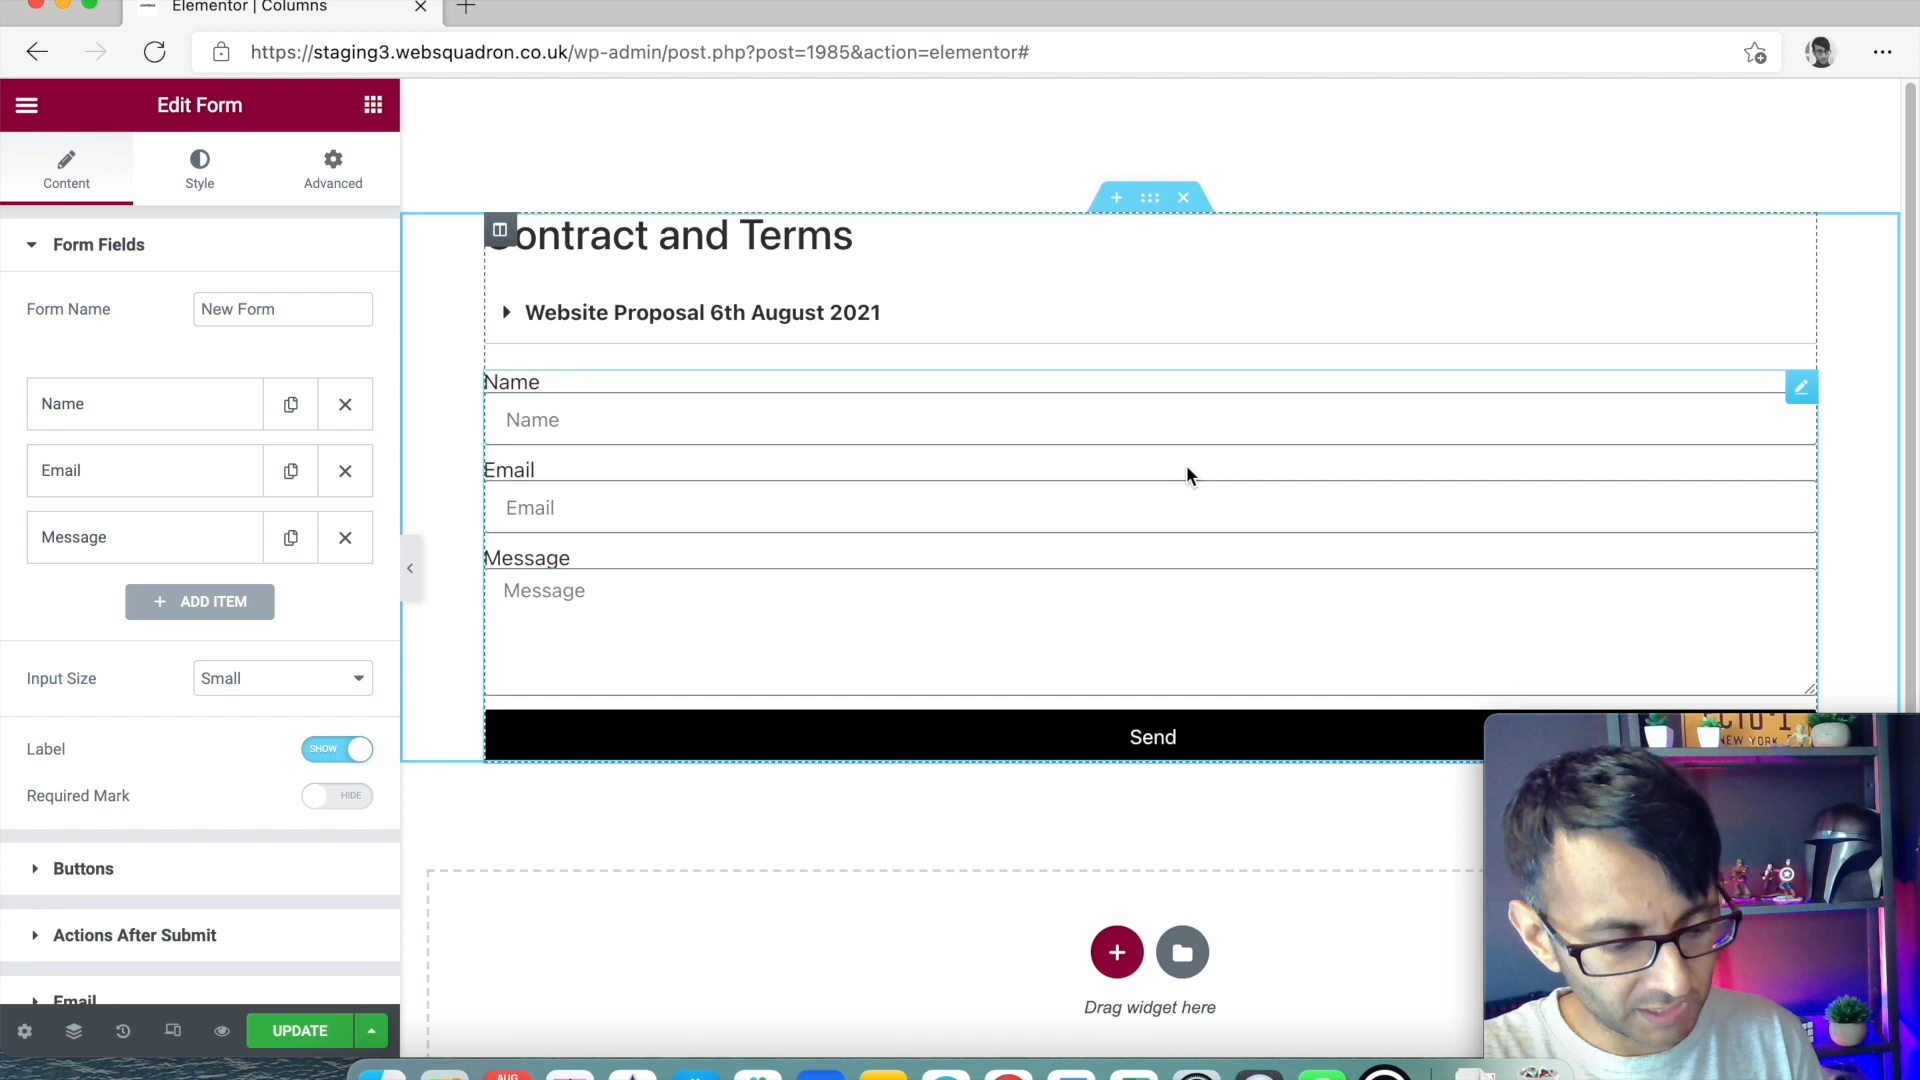 Elementor | Columns
https://staging3.websquadron.co.uk/wp-admin/post.php?post=1985&action=elementor#
Edit Form
Content
Style
Advanced
Form Fields
Form Name
New Form
Name
Email
Message
ADD ITEM
Input Size
Small
Label
SHOW
Required Mark
HIDE
Buttons
Actions After Submit
Email
UPDATE
ontract and Terms
Website Proposal 6th August 2021
Name
Name
Email
Email
Message
Message
Send
Drag widget here
NEW YORK
AUG